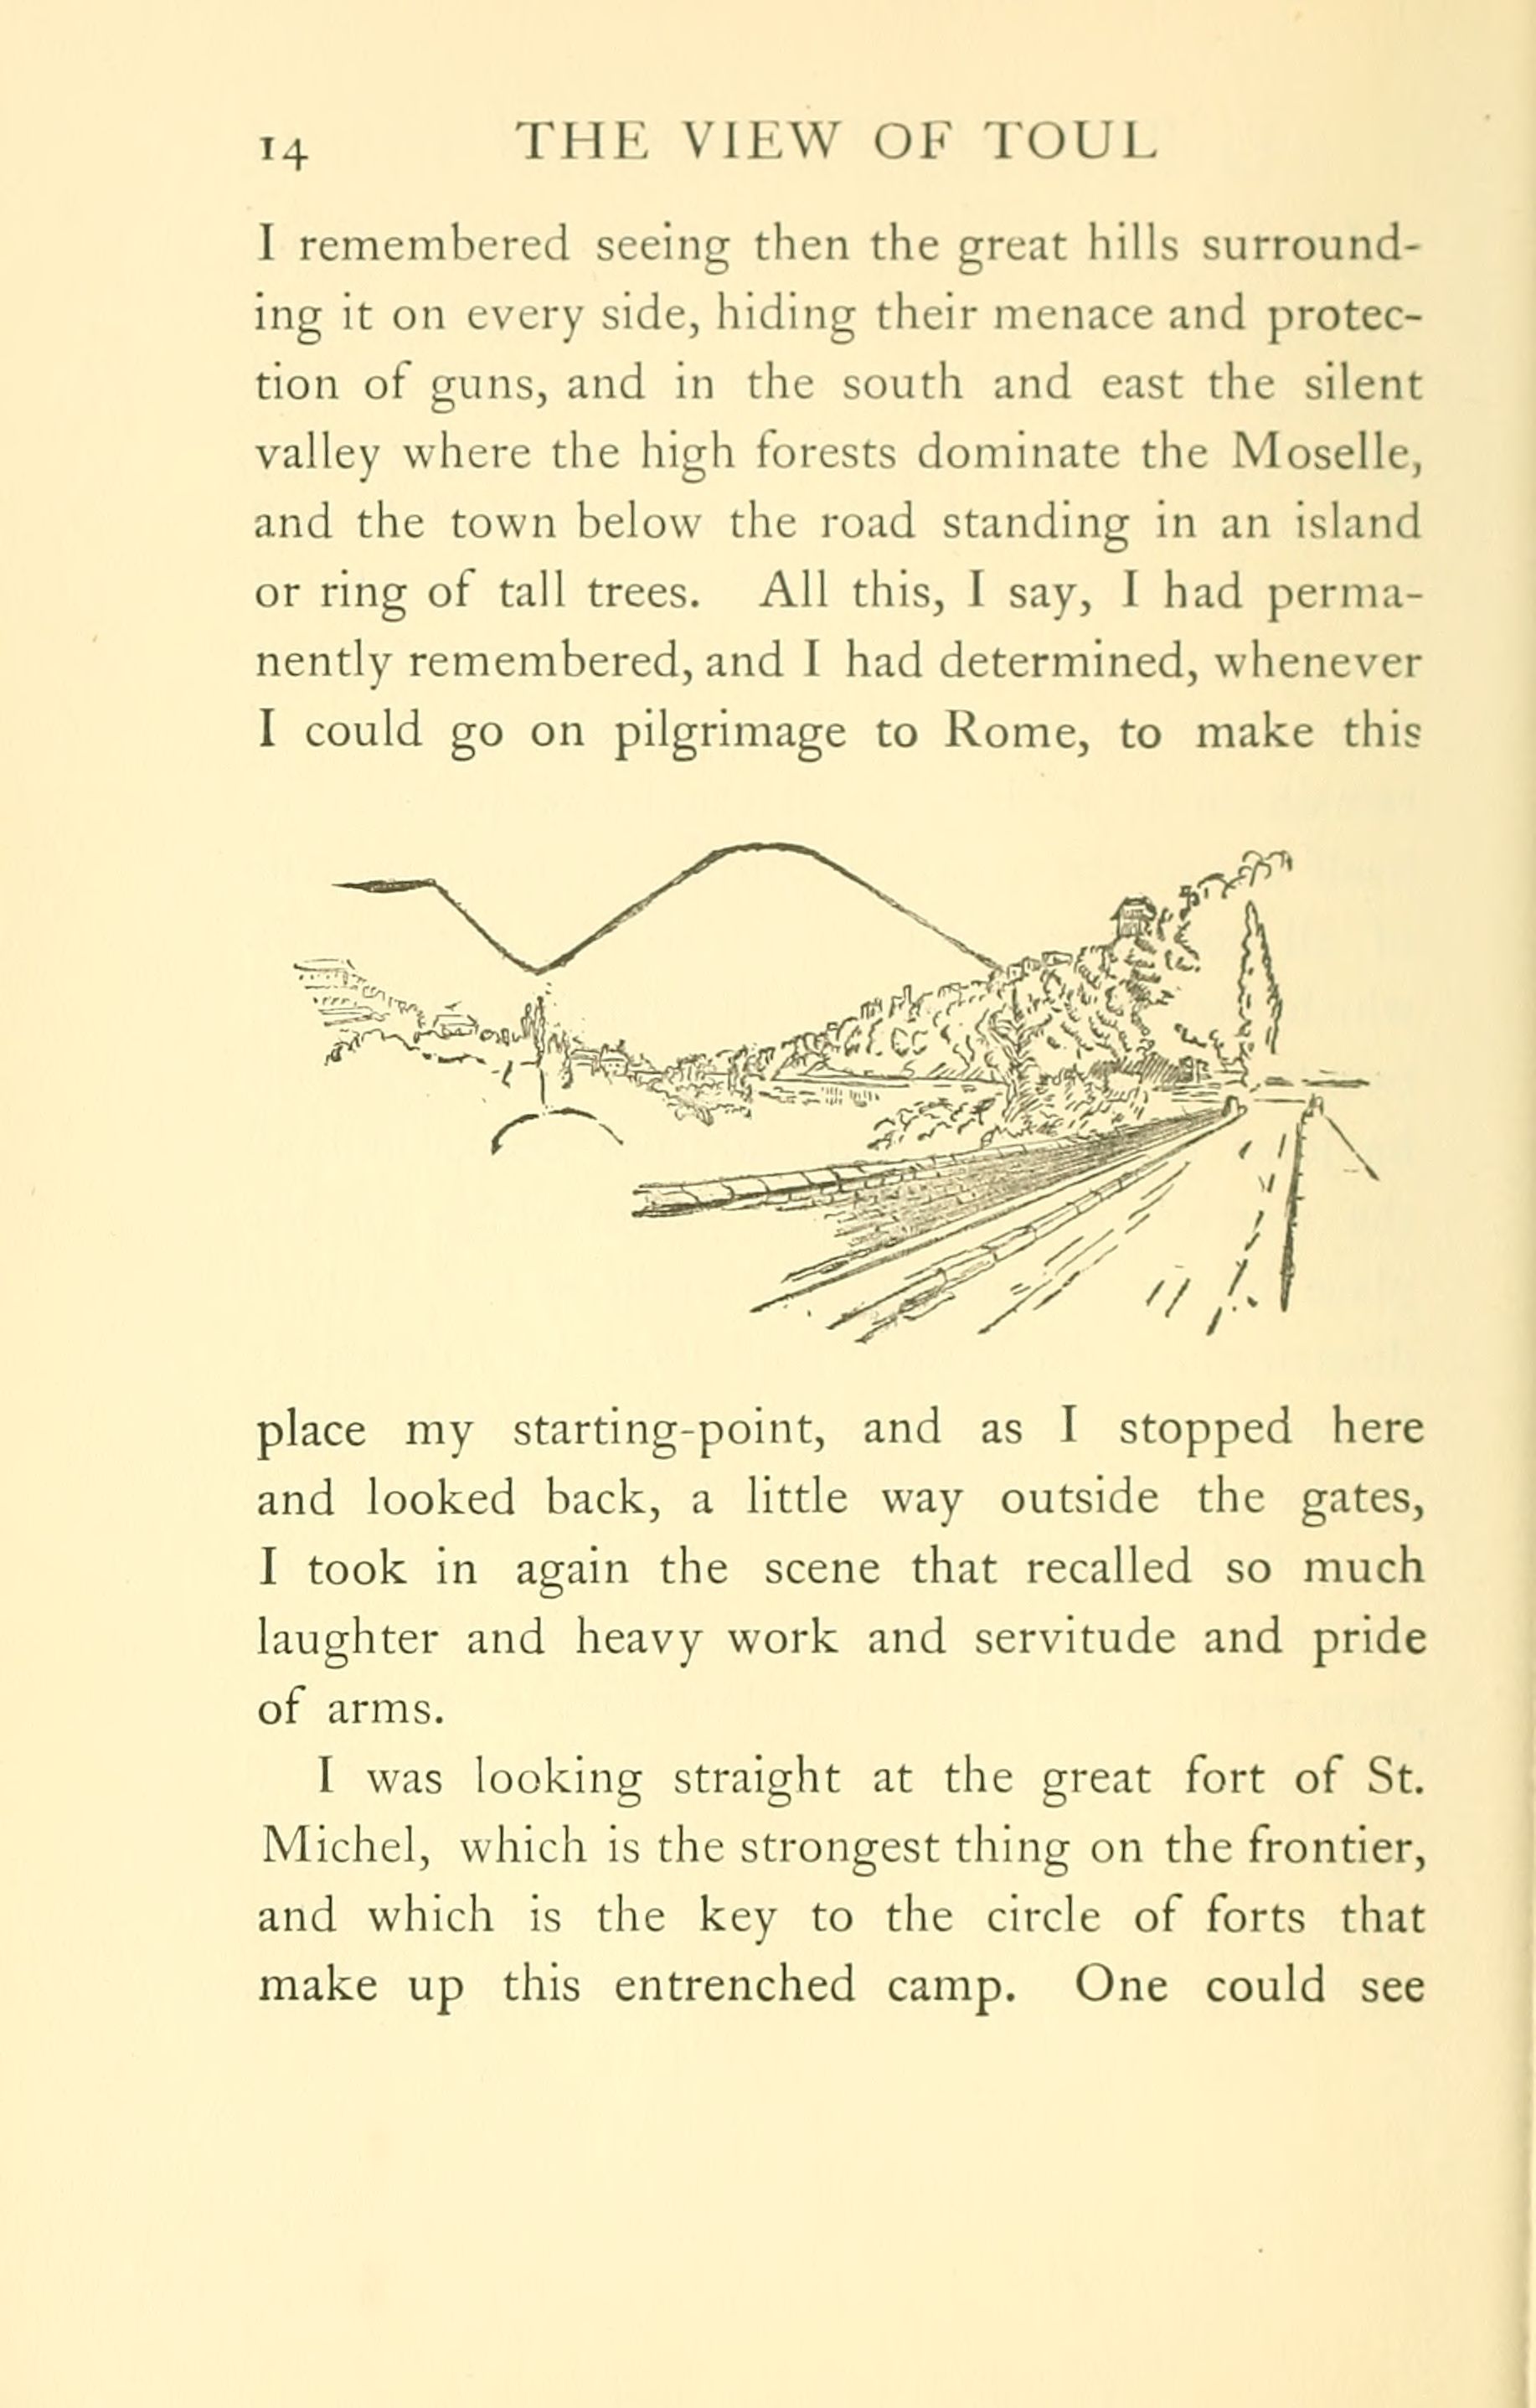 14 THE VIEW OF TOUL
I remembered seeing then the great hills surround-
ing it on every side, hiding their menace and protec-
tion of guns, and in the south and east the silent
valley where the high forests dominate the Moselle,
and the town below the road standing in an island
or ring of tall trees. All this, I say, I had perma-
nently remembered, and I had determined, whenever
I could go on pilgrimage to Rome, to make this
place my starting-point, and as I stopped here
and looked back, a little way outside the gates,
I took in again the scene that recalled so much
laughter and heavy work and servitude and pride
of arms.
I was looking straight at the great fort of St.
Michel, which is the strongest thing on the frontier,
and which is the key to the circle of forts that
make up this entrenched camp. One could see